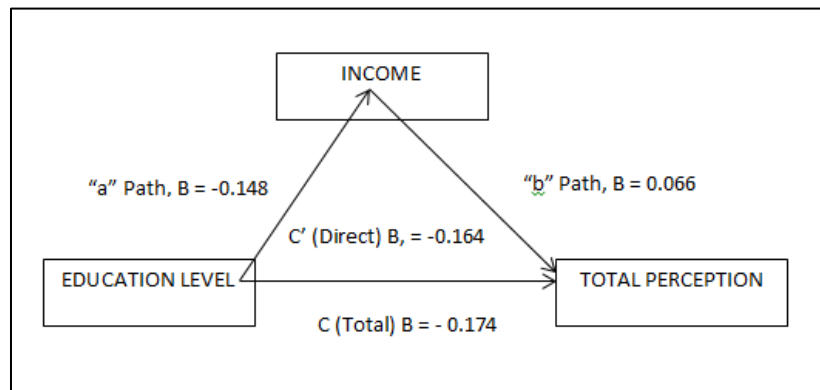 INCOME
“a” Path, B = -0.148
“b” Path, B = 0.066
C’ (Direct) B, = -0.164
EDUCATION LEVEL
TOTAL PERCEPTION
C (Total) B = - 0.174